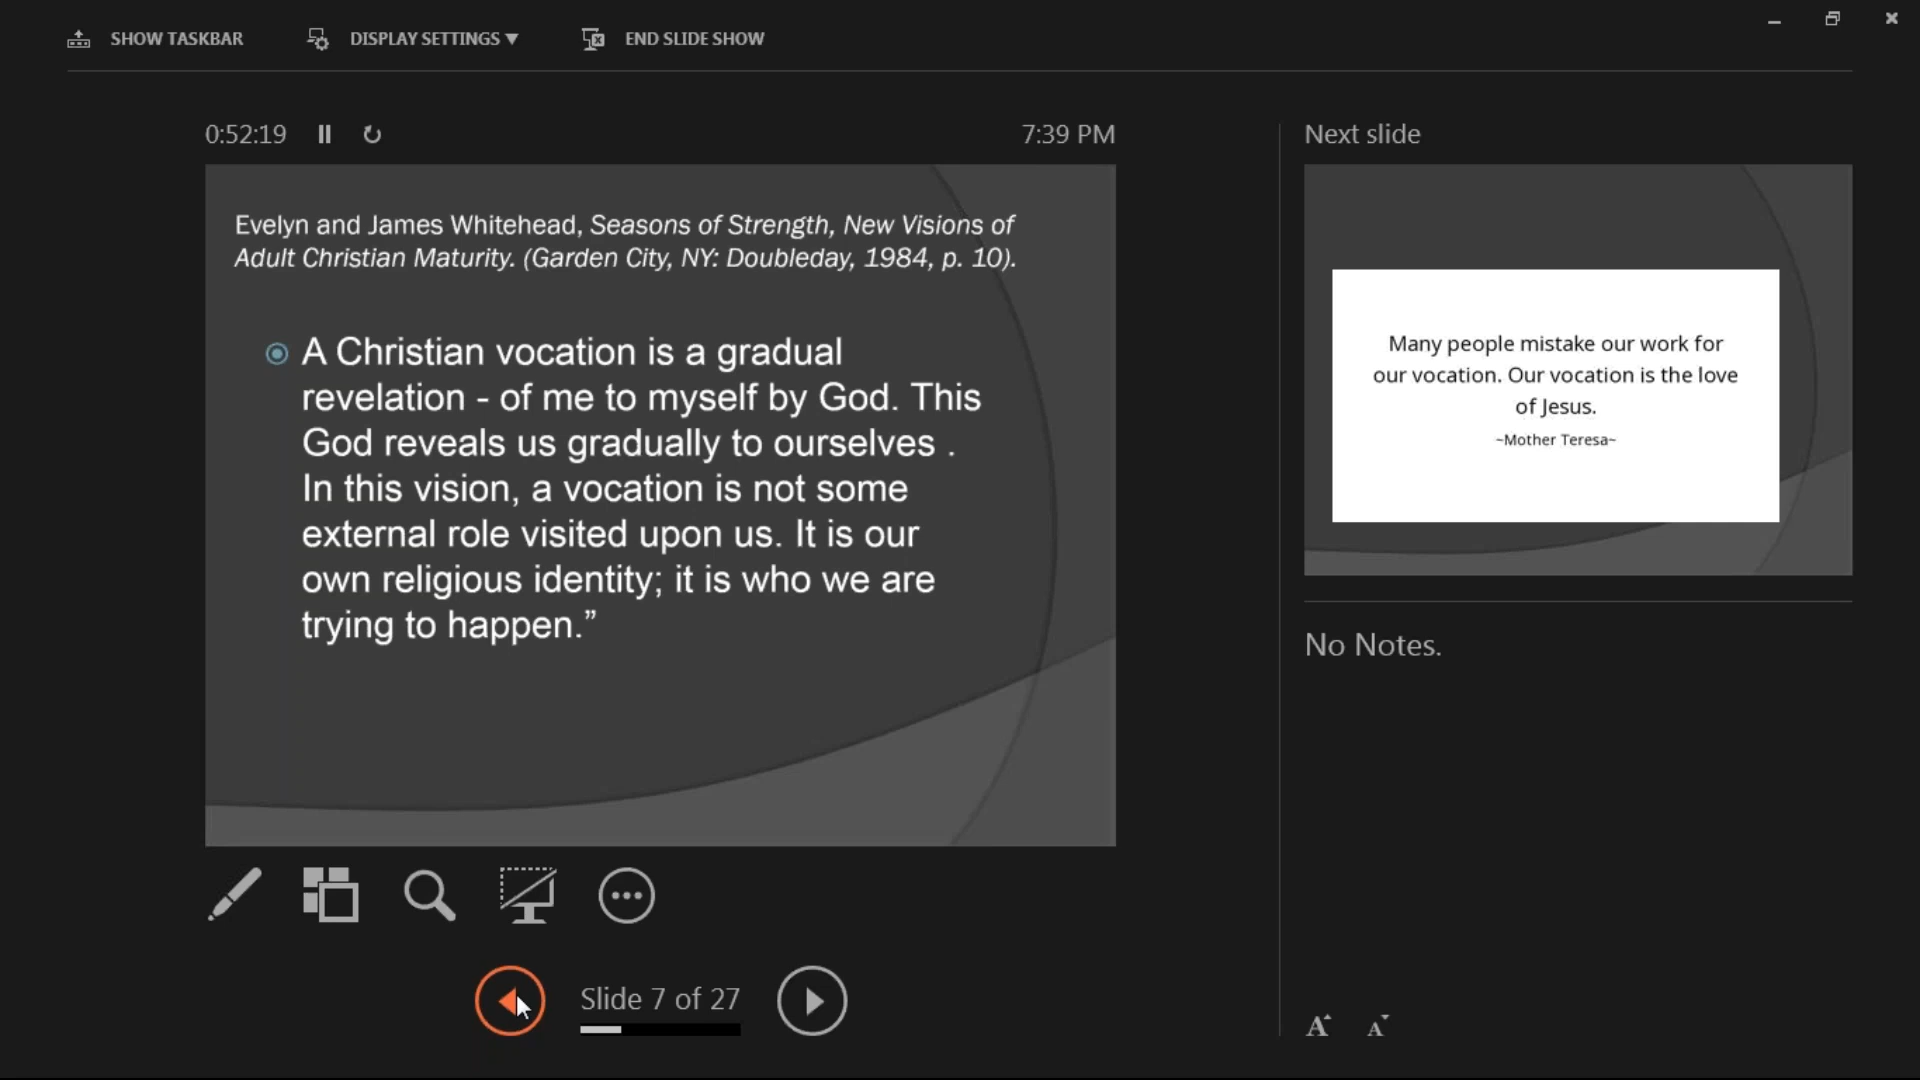 SHOW TASKBAR
DISPLAY SETTINGS ▼
END SLIDE SHOW
0:52:19
7:39 PM
Evelyn and James Whitehead, Seasons of Strength, New Visions of
Adult Christian Maturity. (Garden City, NY: Doubleday, 1984, p. 10).
A Christian vocation is a gradual
revelation - of me to myself by God. This
God reveals us gradually to ourselves .
In this vision, a vocation is not some
external role visited upon us. It is our
own religious identity; it is who we are
trying to happen.”
Slide 7 of 27
Next slide
Many people mistake our work for
our vocation. Our vocation is the love
of Jesus.
~Mother Teresa~
No Notes.
A A